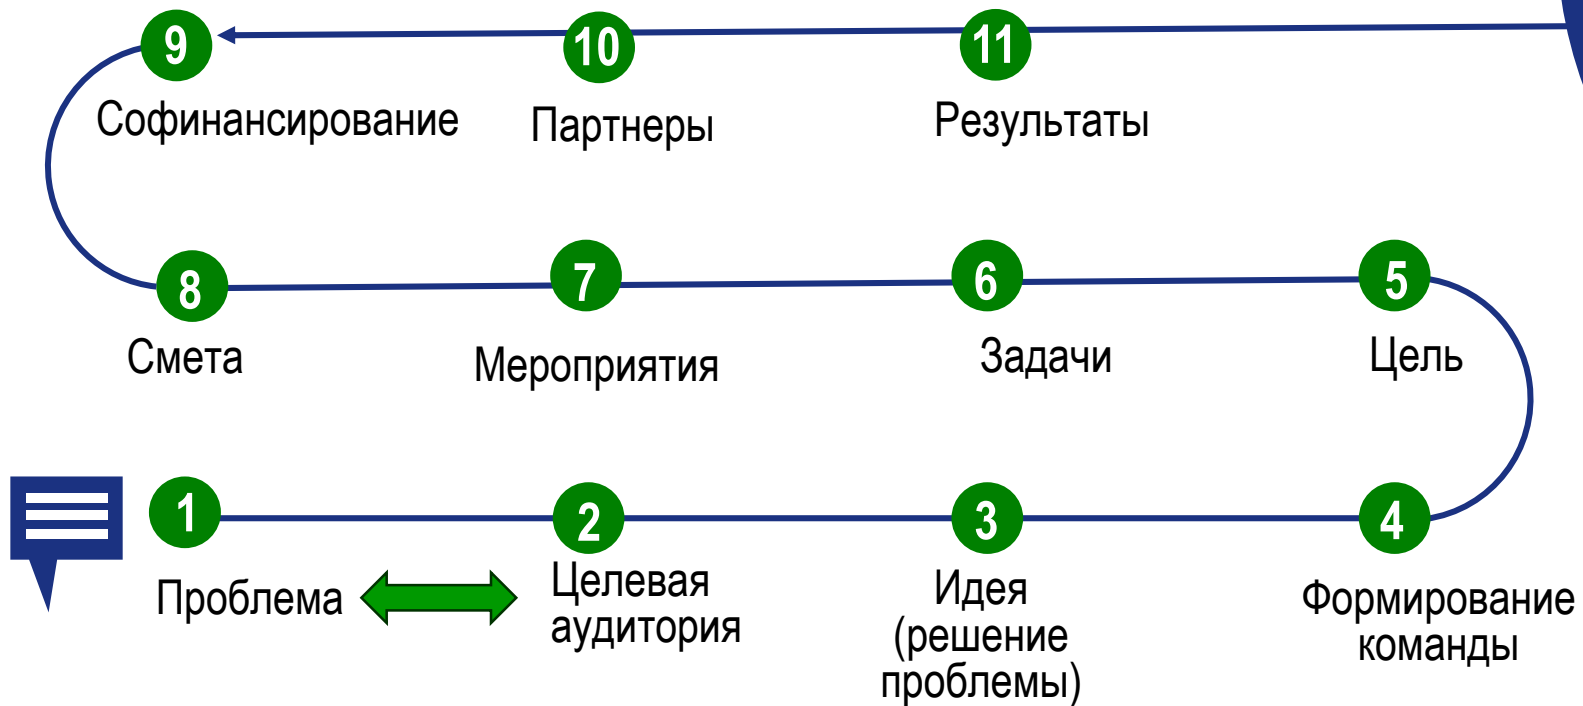 9
10
11
Софинансирование
Партнеры
Результаты
8
7
6
5
Смета
Мероприятия
Задачи
Цель
1
2
3
4
Проблема
Целевая
аудитория
Идея
(решение
проблемы)
Формирование
команды